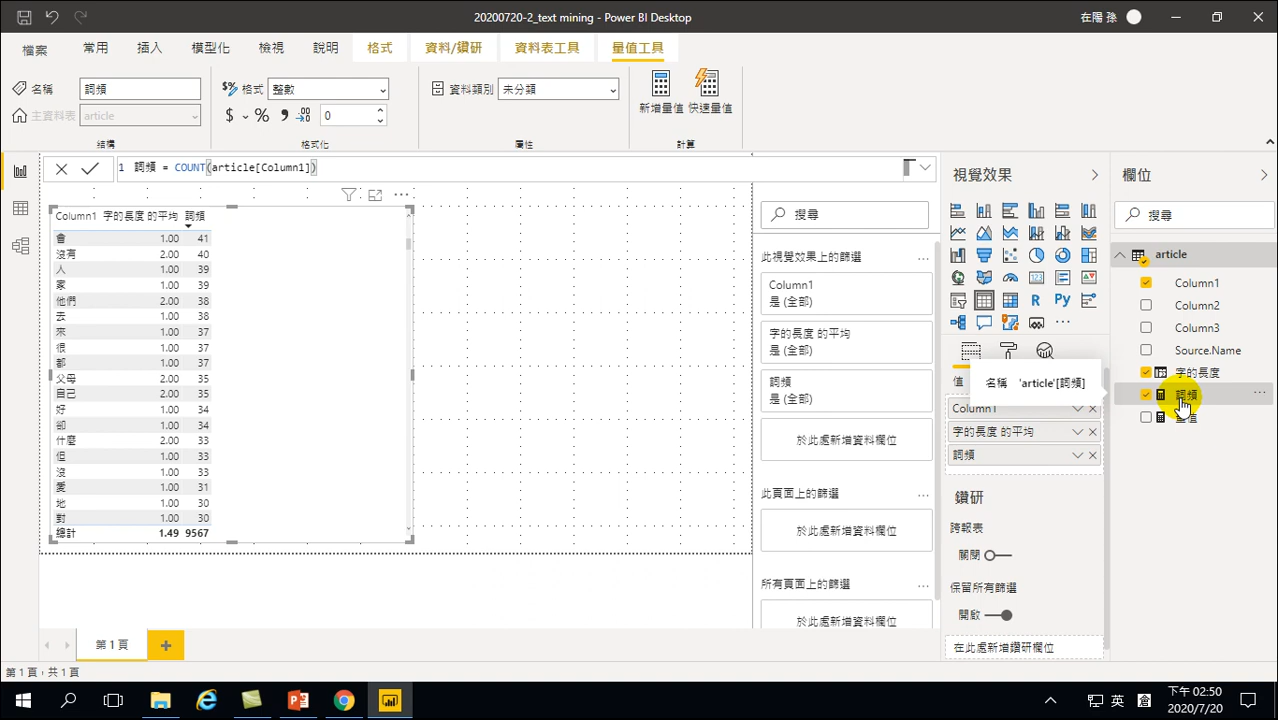 20200720-2_text mining - Power BI Desktop
在陽 孫
檔案 常用 插入 模型化 檢視 說明 格式 資料/鑽研 資料表工具 量值工具
名稱 詞頻
主資料表 article
結構
格式 整數
$ % 0
格式化
資料類別 未分類
屬性
新增量值 快速量值
計算
1 詞頻 = COUNT(article[Column1])
Column1 字的長度 的平均 詞頻
會 1.00 41
沒有 2.00 40
人 1.00 39
家 1.00 39
他們 2.00 38
去 1.00 38
來 1.00 37
很 1.00 37
都 1.00 37
父母 2.00 35
自己 2.00 35
好 1.00 34
卻 1.00 34
什麼 2.00 33
但 1.00 33
沒 1.00 33
愛 1.00 31
地 1.00 30
對 1.00 30
總計 1.49 9567
搜尋
此視覺效果上的篩選
Column1
是 (全部)
字的長度 的平均
是 (全部)
詞頻
是 (全部)
於此處新增資料欄位
此頁面上的篩選
於此處新增資料欄位
所有頁面上的篩選
於此處新增資料欄位
視覺效果
R Py
值
名稱 'article'[詞頻]
Column1
字的長度 的平均
詞頻
鑽研
跨報表
關閉
保留所有篩選
開啟
在此處新增鑽研欄位
欄位
搜尋
article
Column1
Column2
Column3
Source.Name
字的長度
詞頻
量值
第 1 頁
第 1 頁，共 1 頁
英
下午 02:50
2020/7/20